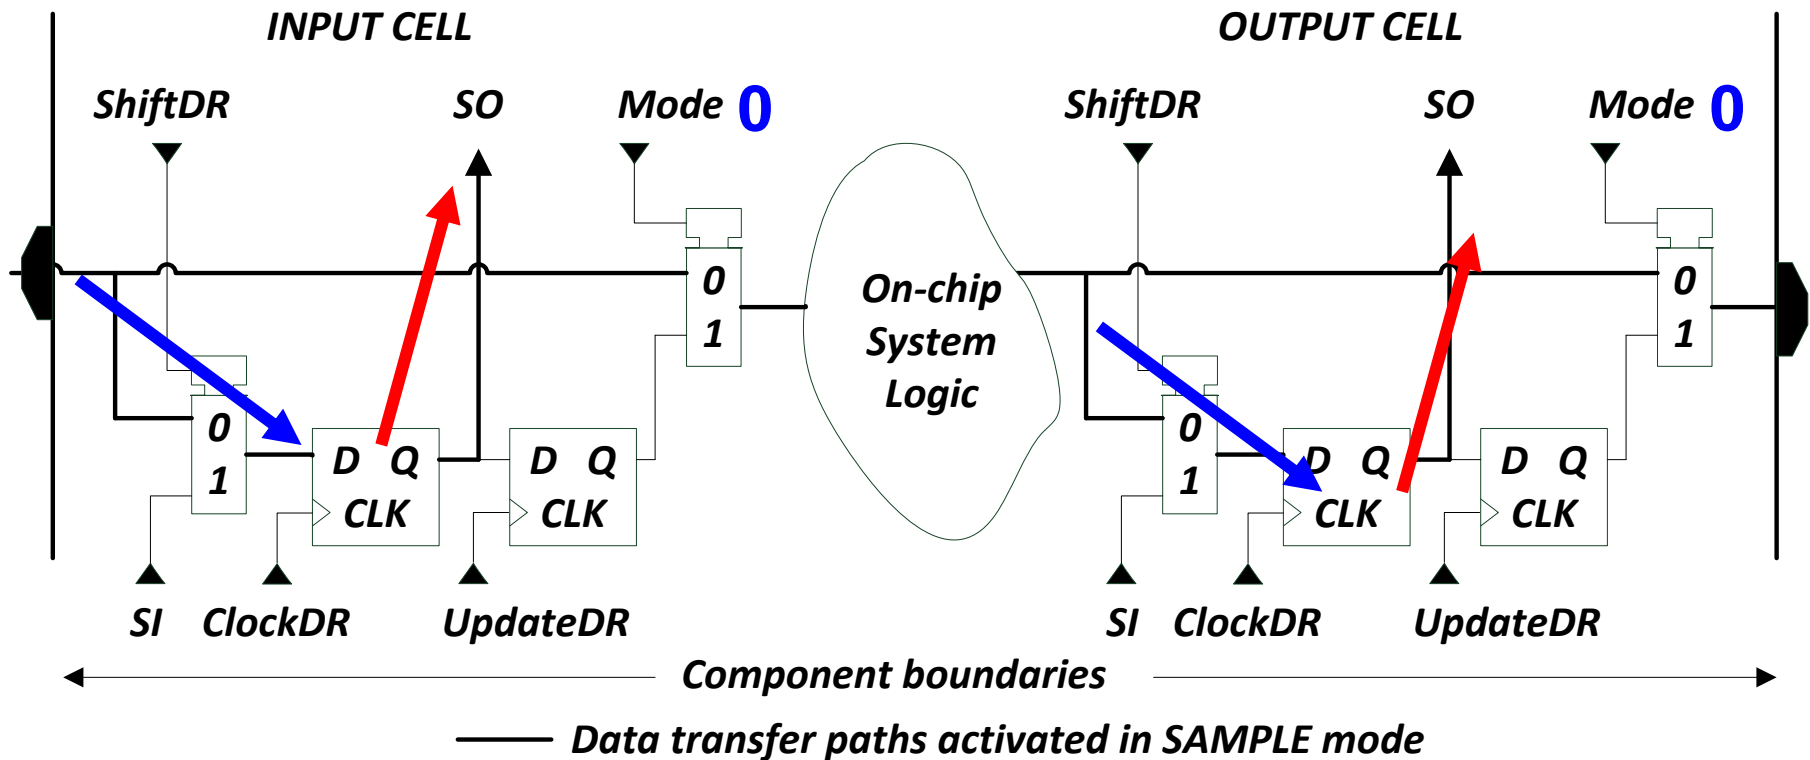 INPUT CELL
OUTPUT CELL
ShiftDR
SO
Mode 0
ShiftDR
SO
Mode 0
0
1
On-chip
System
Logic
0
1
0
1
D Q
CLK
D Q
CLK
0
1
D Q
CLK
D Q
CLK
SI
ClockDR
UpdateDR
SI
ClockDR
UpdateDR
Component boundaries
Data transfer paths activated in SAMPLE mode